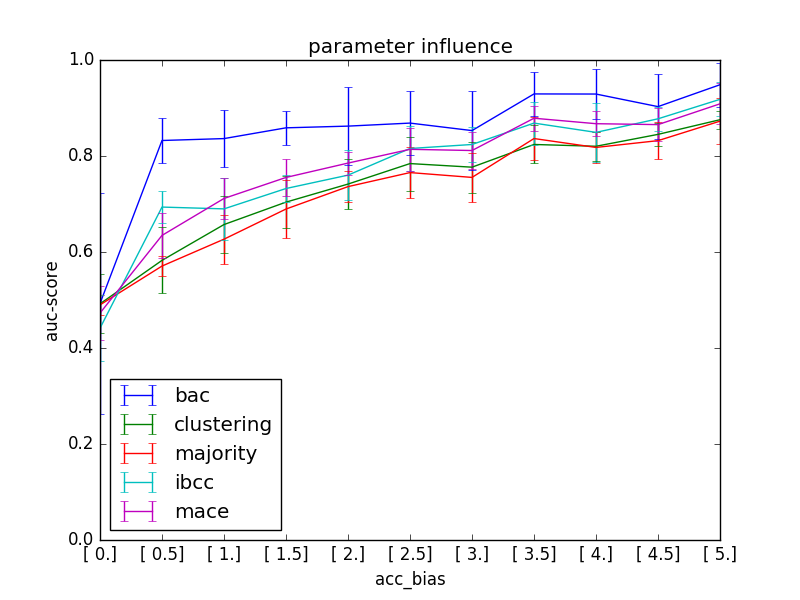 parameter influence
1.0
0.8
0.6
0.4
0.2
0.0
auc-score
bac
clustering
majority
ibcc
mace
[ 0.] [ 0.5] [ 1.] [ 1.5] [ 2.] [ 2.5] [ 3.] [ 3.5] [ 4.] [ 4.5] [ 5.]
acc_bias